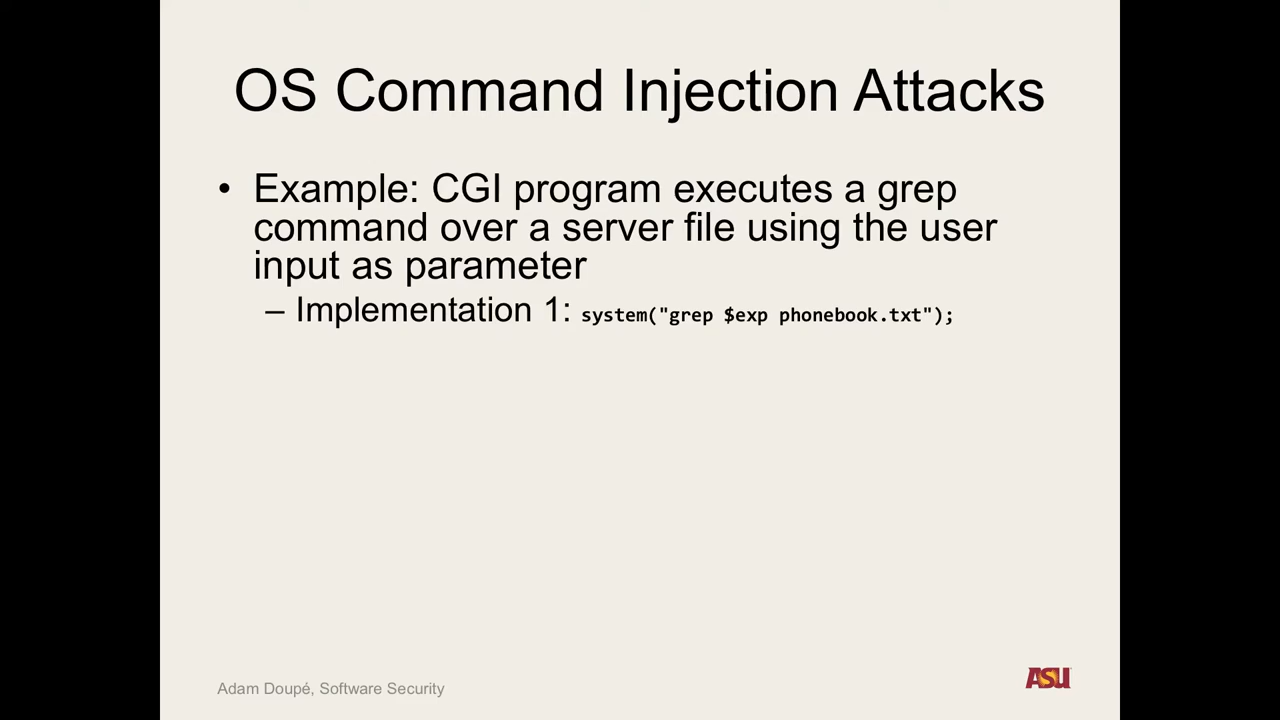 OS Command Injection Attacks
• Example: CGI program executes a grep
command over a server file using the user
input as parameter
– Implementation 1: system("grep $exp phonebook.txt");
Adam Doupé, Software Security
ASU